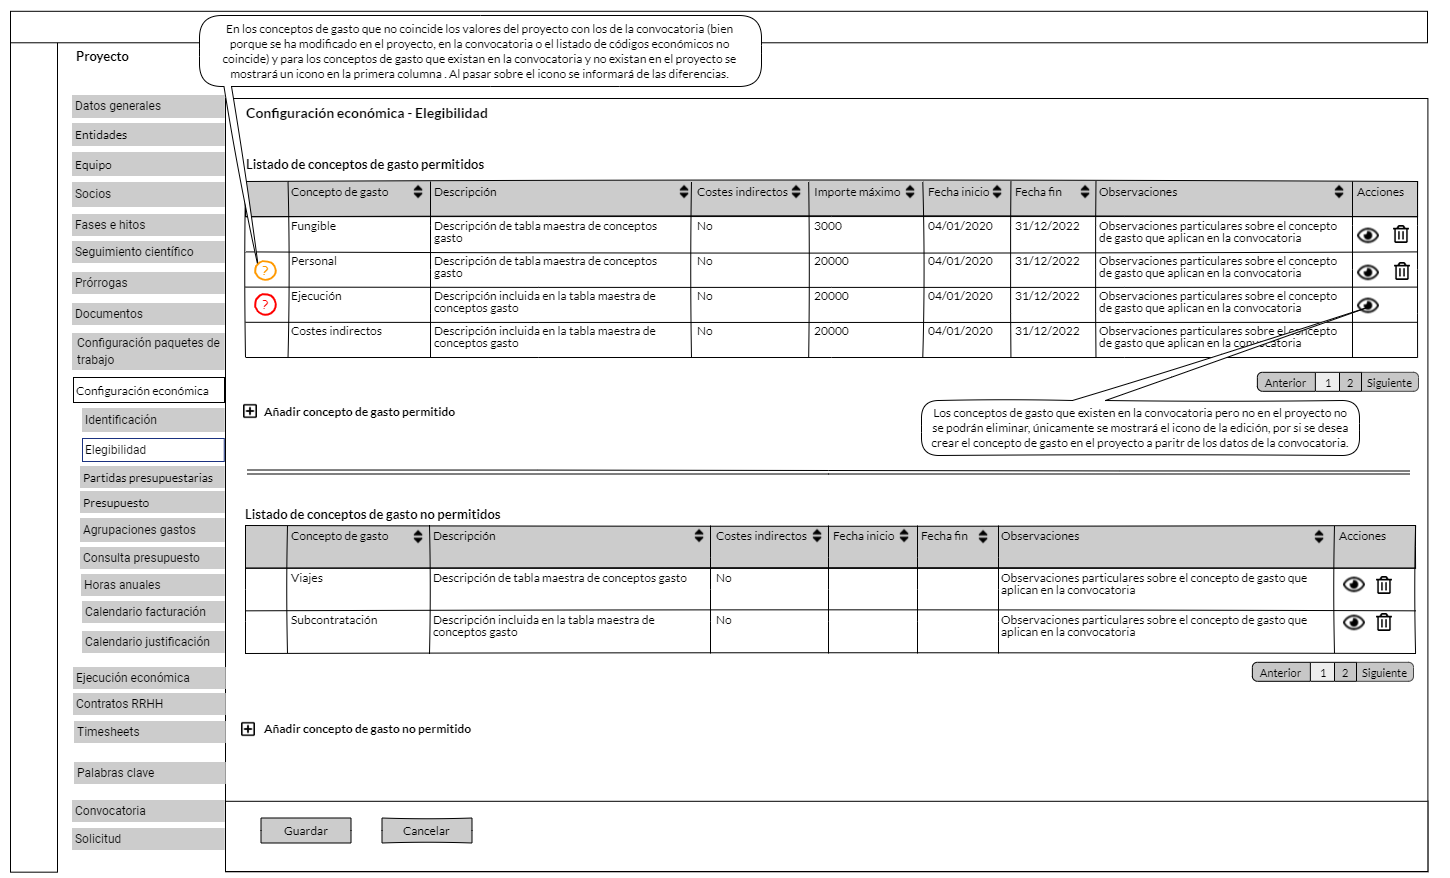 En los conceptos de gasto que no coincide los valores del proyecto con los de la convocatoria (bien
porque se ha modificado en el proyecto, en la convocatoria o el listado de códigos económicos no
coincide) y para los conceptos de gasto que existan en la convocatoria y no existan en el proyecto se
mostrará un icono en la primera columna . Al pasar sobre el icono se informará de las diferencias.
Proyecto
Datos generales
Entidades
Equipo
Socios
Fases e hitos
Seguimiento científico
Prórrogas
Documentos
Configuración paquetes de
trabajo
Configuración económica
Identificación
Elegibilidad
Partidas presupuestarias
Presupuesto
Agrupaciones gastos
Consulta presupuesto
Horas anuales
Calendario facturación
Calendario justificación
Ejecución económica
Contratos RRHH
Timesheets
Palabras clave
Convocatoria
Solicitud
Configuración económica - Elegibilidad
Listado de conceptos de gasto permitidos
Concepto de gasto Descripción Costes indirectos Importe máximo Fecha inicio Fecha fin Observaciones Acciones
Fungible Descripción de tabla maestra de conceptos No 3000 04/01/2020 31/12/2022 Observaciones particulares sobre el concepto
gasto de gasto que aplican en la convocatoria
? Personal Descripción de tabla maestra de conceptos No 20000 04/01/2020 31/12/2022 Observaciones particulares sobre el concepto
gasto de gasto que aplican en la convocatoria
? Ejecución Descripción incluida en la tabla maestra de No 20000 04/01/2020 31/12/2022 Observaciones particulares sobre el concepto
conceptos gasto de gasto que aplican en la convocatoria
Costes indirectos Descripción incluida en la tabla maestra de No 20000 04/01/2020 31/12/2022 Observaciones particulares sobre el concepto
conceptos gasto de gasto que aplican en la convocatoria
Anterior 1 2 Siguiente
Añadir concepto de gasto permitido
Los conceptos de gasto que existen en la convocatoria pero no en el proyecto no
se podrán eliminar, únicamente se mostrará el icono de la edición, por si se desea
crear el concepto de gasto en el proyecto a paritr de los datos de la convocatoria.
Listado de conceptos de gasto no permitidos
Concepto de gasto Descripción Costes indirectos Fecha inicio Fecha fin Observaciones Acciones
Viajes Descripción de tabla maestra de conceptos gasto No Observaciones particulares sobre el concepto de gasto que
aplican en la convocatoria
Subcontratación Descripción incluida en la tabla maestra de No Observaciones particulares sobre el concepto de gasto que
conceptos gasto aplican en la convocatoria
Anterior 1 2 Siguiente
Añadir concepto de gasto no permitido
Guardar
Cancelar